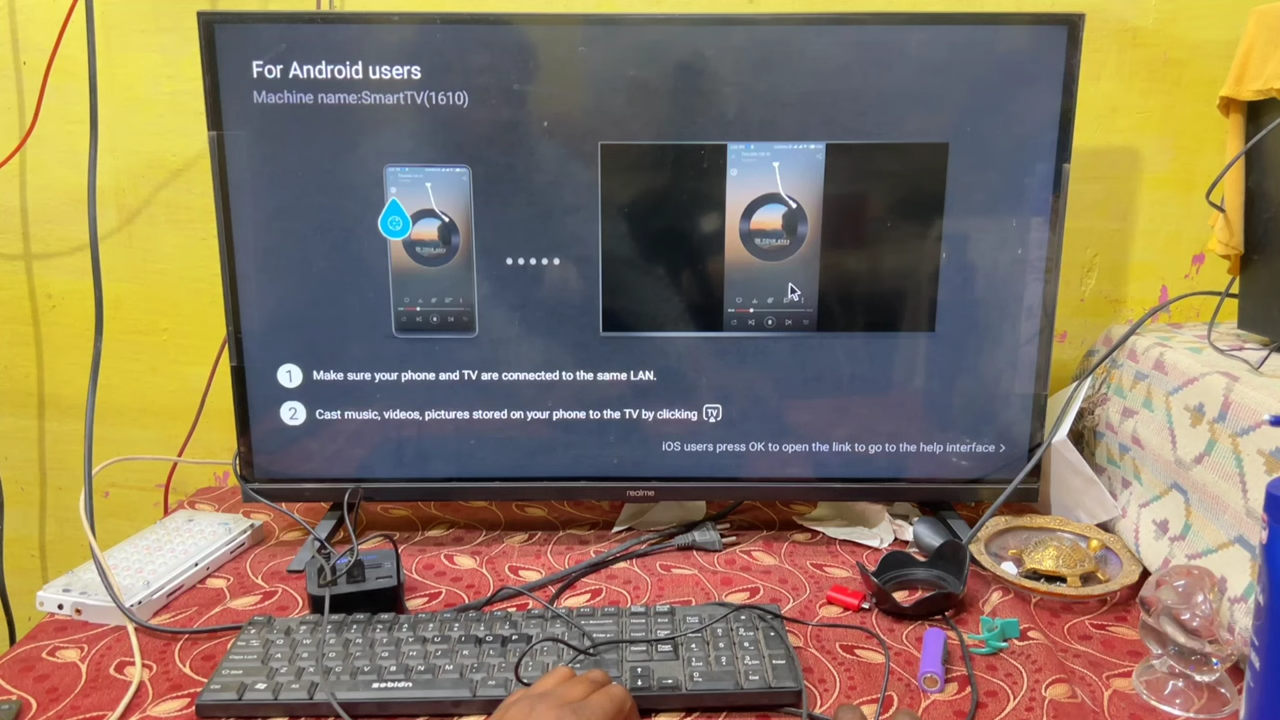 For Android users
Machine name:SmartTV(1610)
1 Make sure your phone and TV are connected to the same LAN.
2 Cast music, videos, pictures stored on your phone to the TV by clicking TV
iOS users press OK to open the link to go to the help interface >
realme
zebion